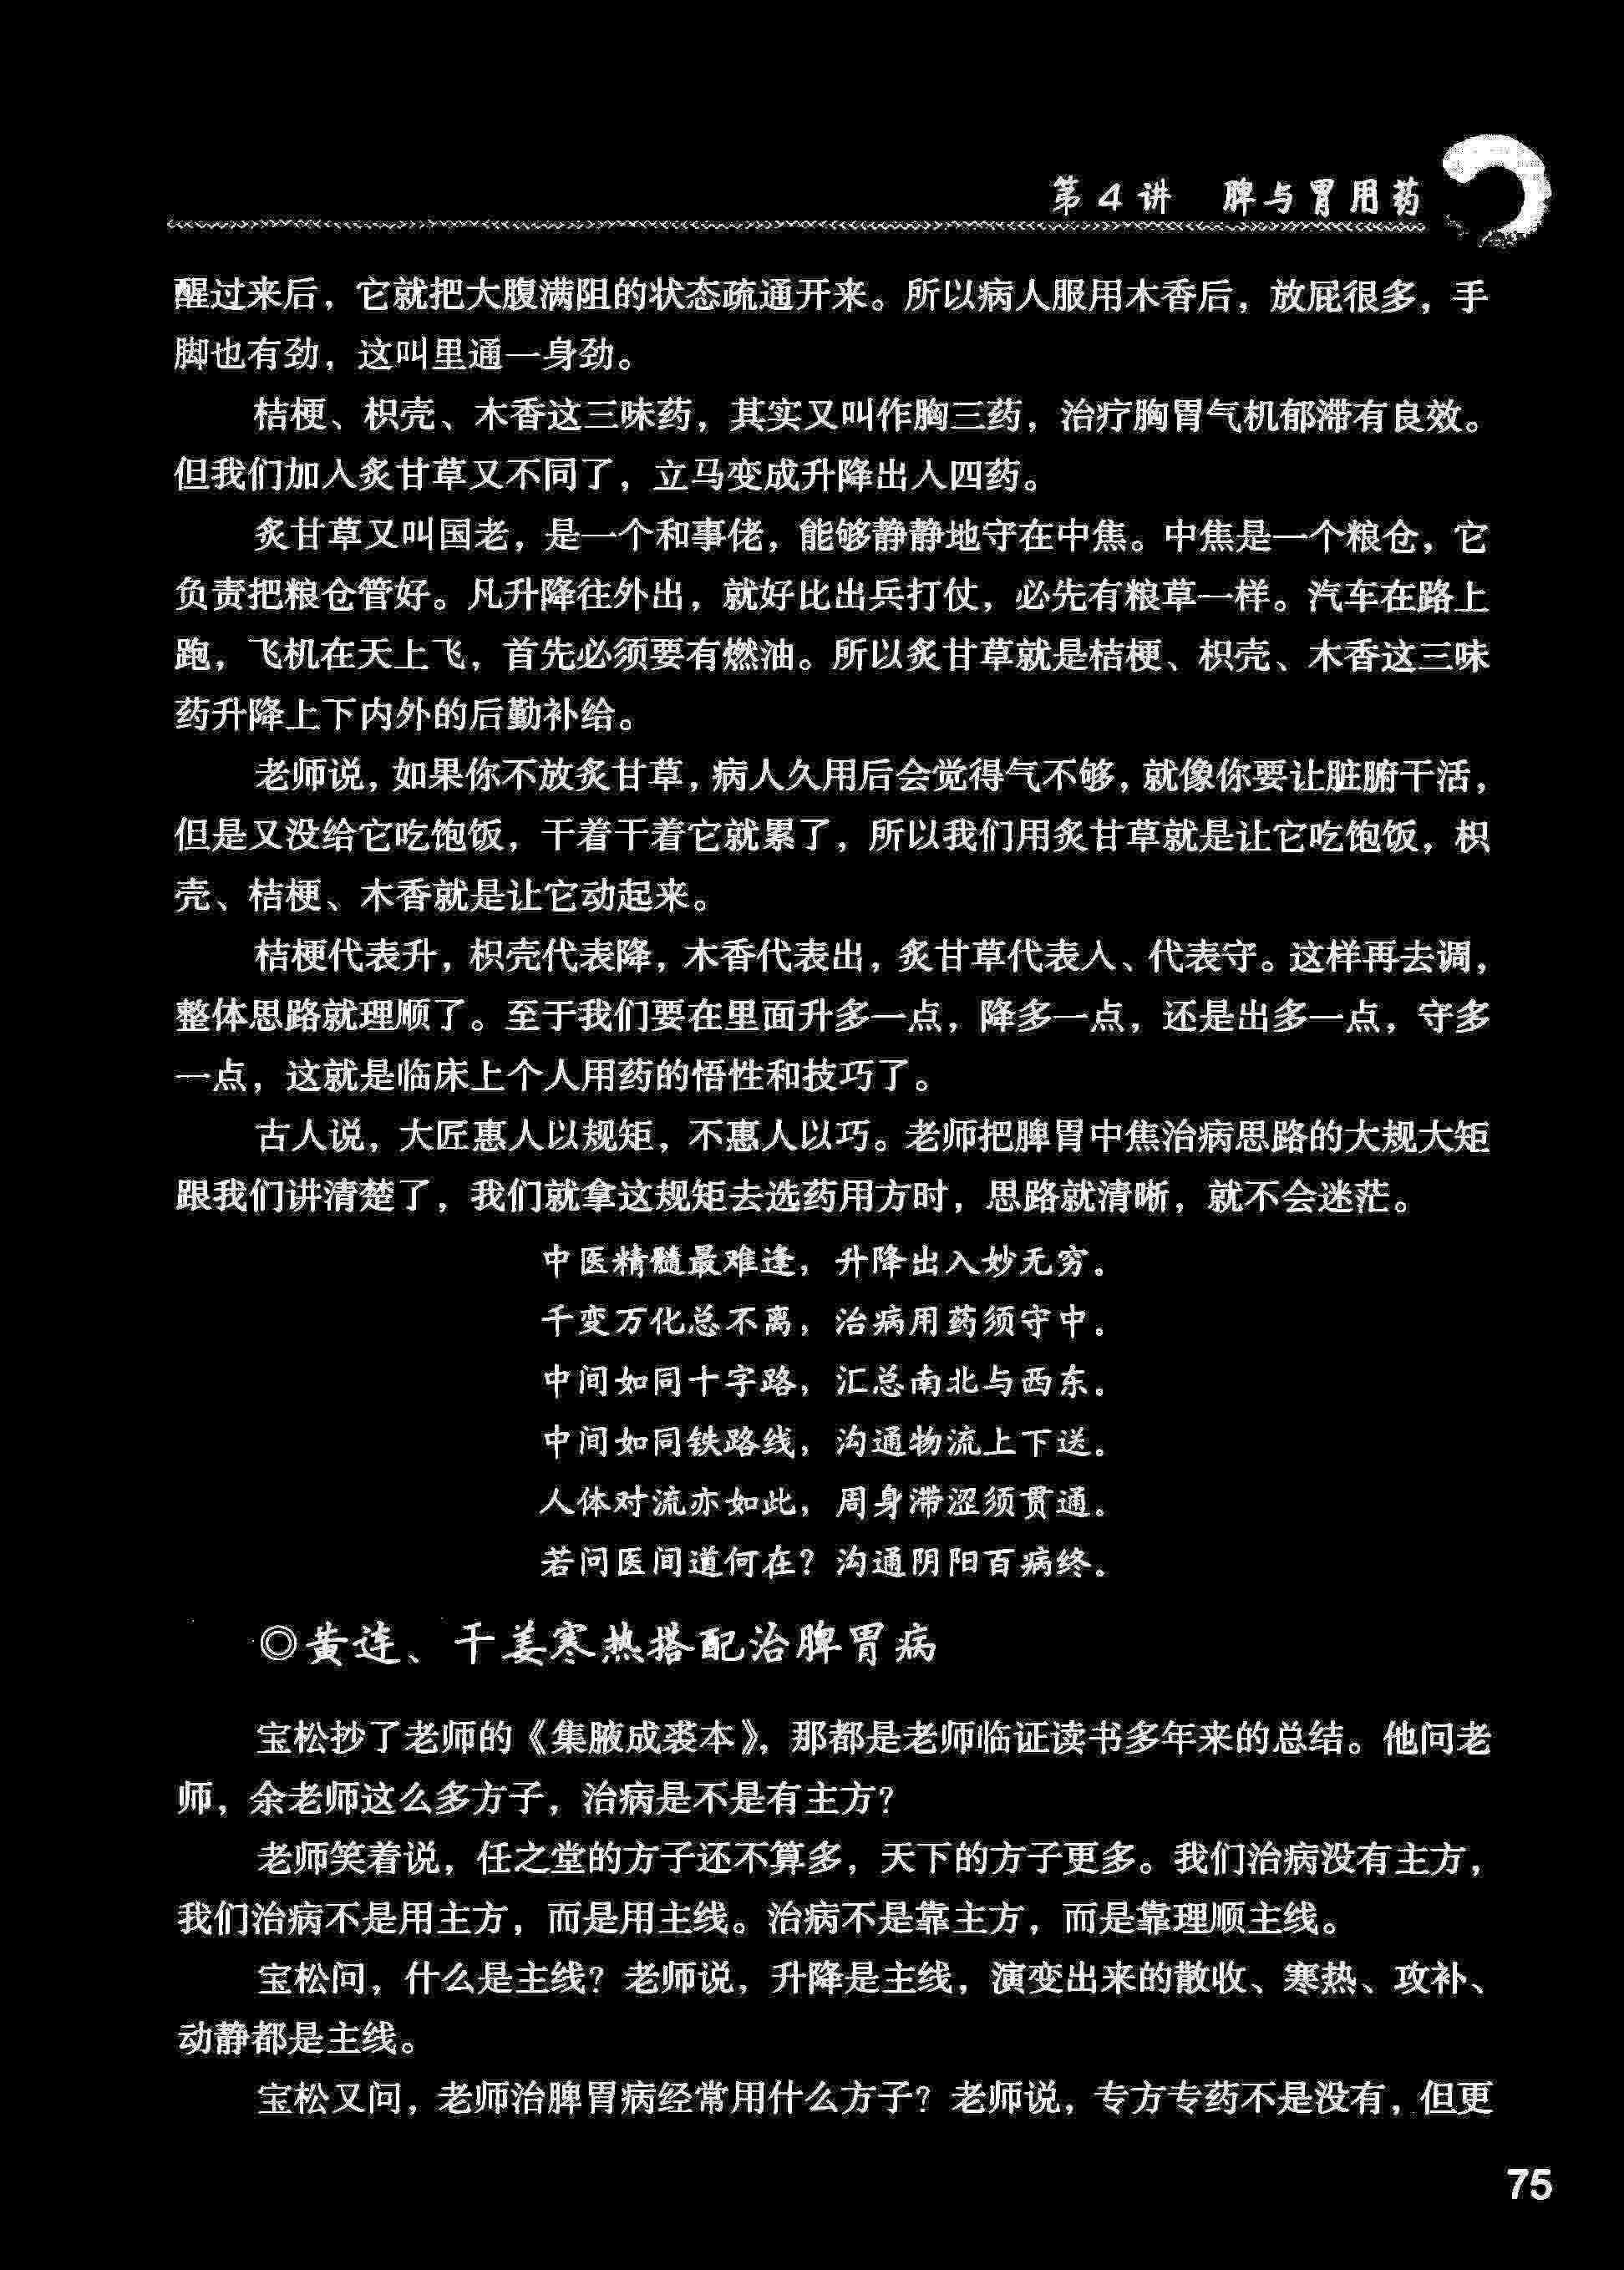 第4讲 脾与胃用药
醒过来后，它就把大腹满阻的状态疏通开来。所以病人服用木香后，放屁很多，手
脚也有劲，这叫里通一身劲。
桔梗、枳壳、木香这三味药，其实又叫作胸三药，治疗胸胃气机郁滞有良效。
但我们加入炙甘草又不同了，立马变成升降出入四药。
炙甘草又叫国老，是一个和事佬，能够静静地守在中焦。中焦是一个粮仓，它
负责把粮仓管好。凡升降往外出，就好比出兵打仗，必先有粮草一样。汽车在路上
跑，飞机在天上飞，首先必须要有燃油。所以炙甘草就是桔梗、枳壳、木香这三味
药升降上下内外的后勤补给。
老师说，如果你不放炙甘草，病人久用后会觉得气不够，就像你要让脏腑干活，
但是又没给它吃饱饭，干着干着它就累了，所以我们用炙甘草就是让它吃饱饭，枳
壳、桔梗、木香就是让它动起来。
桔梗代表升，枳壳代表降，木香代表出，炙甘草代表入、代表守。这样再去调，
整体思路就理顺了。至于我们要在里面升多一点，降多一点，还是出多一点，守多
一点，这就是临床上个人用药的悟性和技巧了。
古人说，大匠惠人以规矩，不惠人以巧。老师把脾胃中焦治病思路的大规大矩
跟我们讲清楚了，我们就拿这规矩去选药用方时，思路就清晰，就不会迷茫。
中医精髓最难逢，升降出入妙无穷。
千变万化总不离，治病用药须守中。
中间如同十字路，汇总南北与西东。
中间如同铁路线，沟通物流上下送。
人体对流亦如此，周身滞涩须贯通。
若问医间道何在？沟通阴阳百病终。
◎黄连、干姜寒热搭配治脾胃病
宝松抄了老师的《集腋成裘本》，那都是老师临证读书多年来的总结。他问老
师，余老师这么多方子，治病是不是有主方？
老师笑着说，任之堂的方子还不算多，天下的方子更多。我们治病没有主方，
我们治病不是用主方，而是用主线。治病不是靠主方，而是靠理顺主线。
宝松问，什么是主线？老师说，升降是主线，演变出来的散收、寒热、攻补、
动静都是主线。
宝松又问，老师治脾胃病经常用什么方子？老师说，专方专药不是没有，但更
75